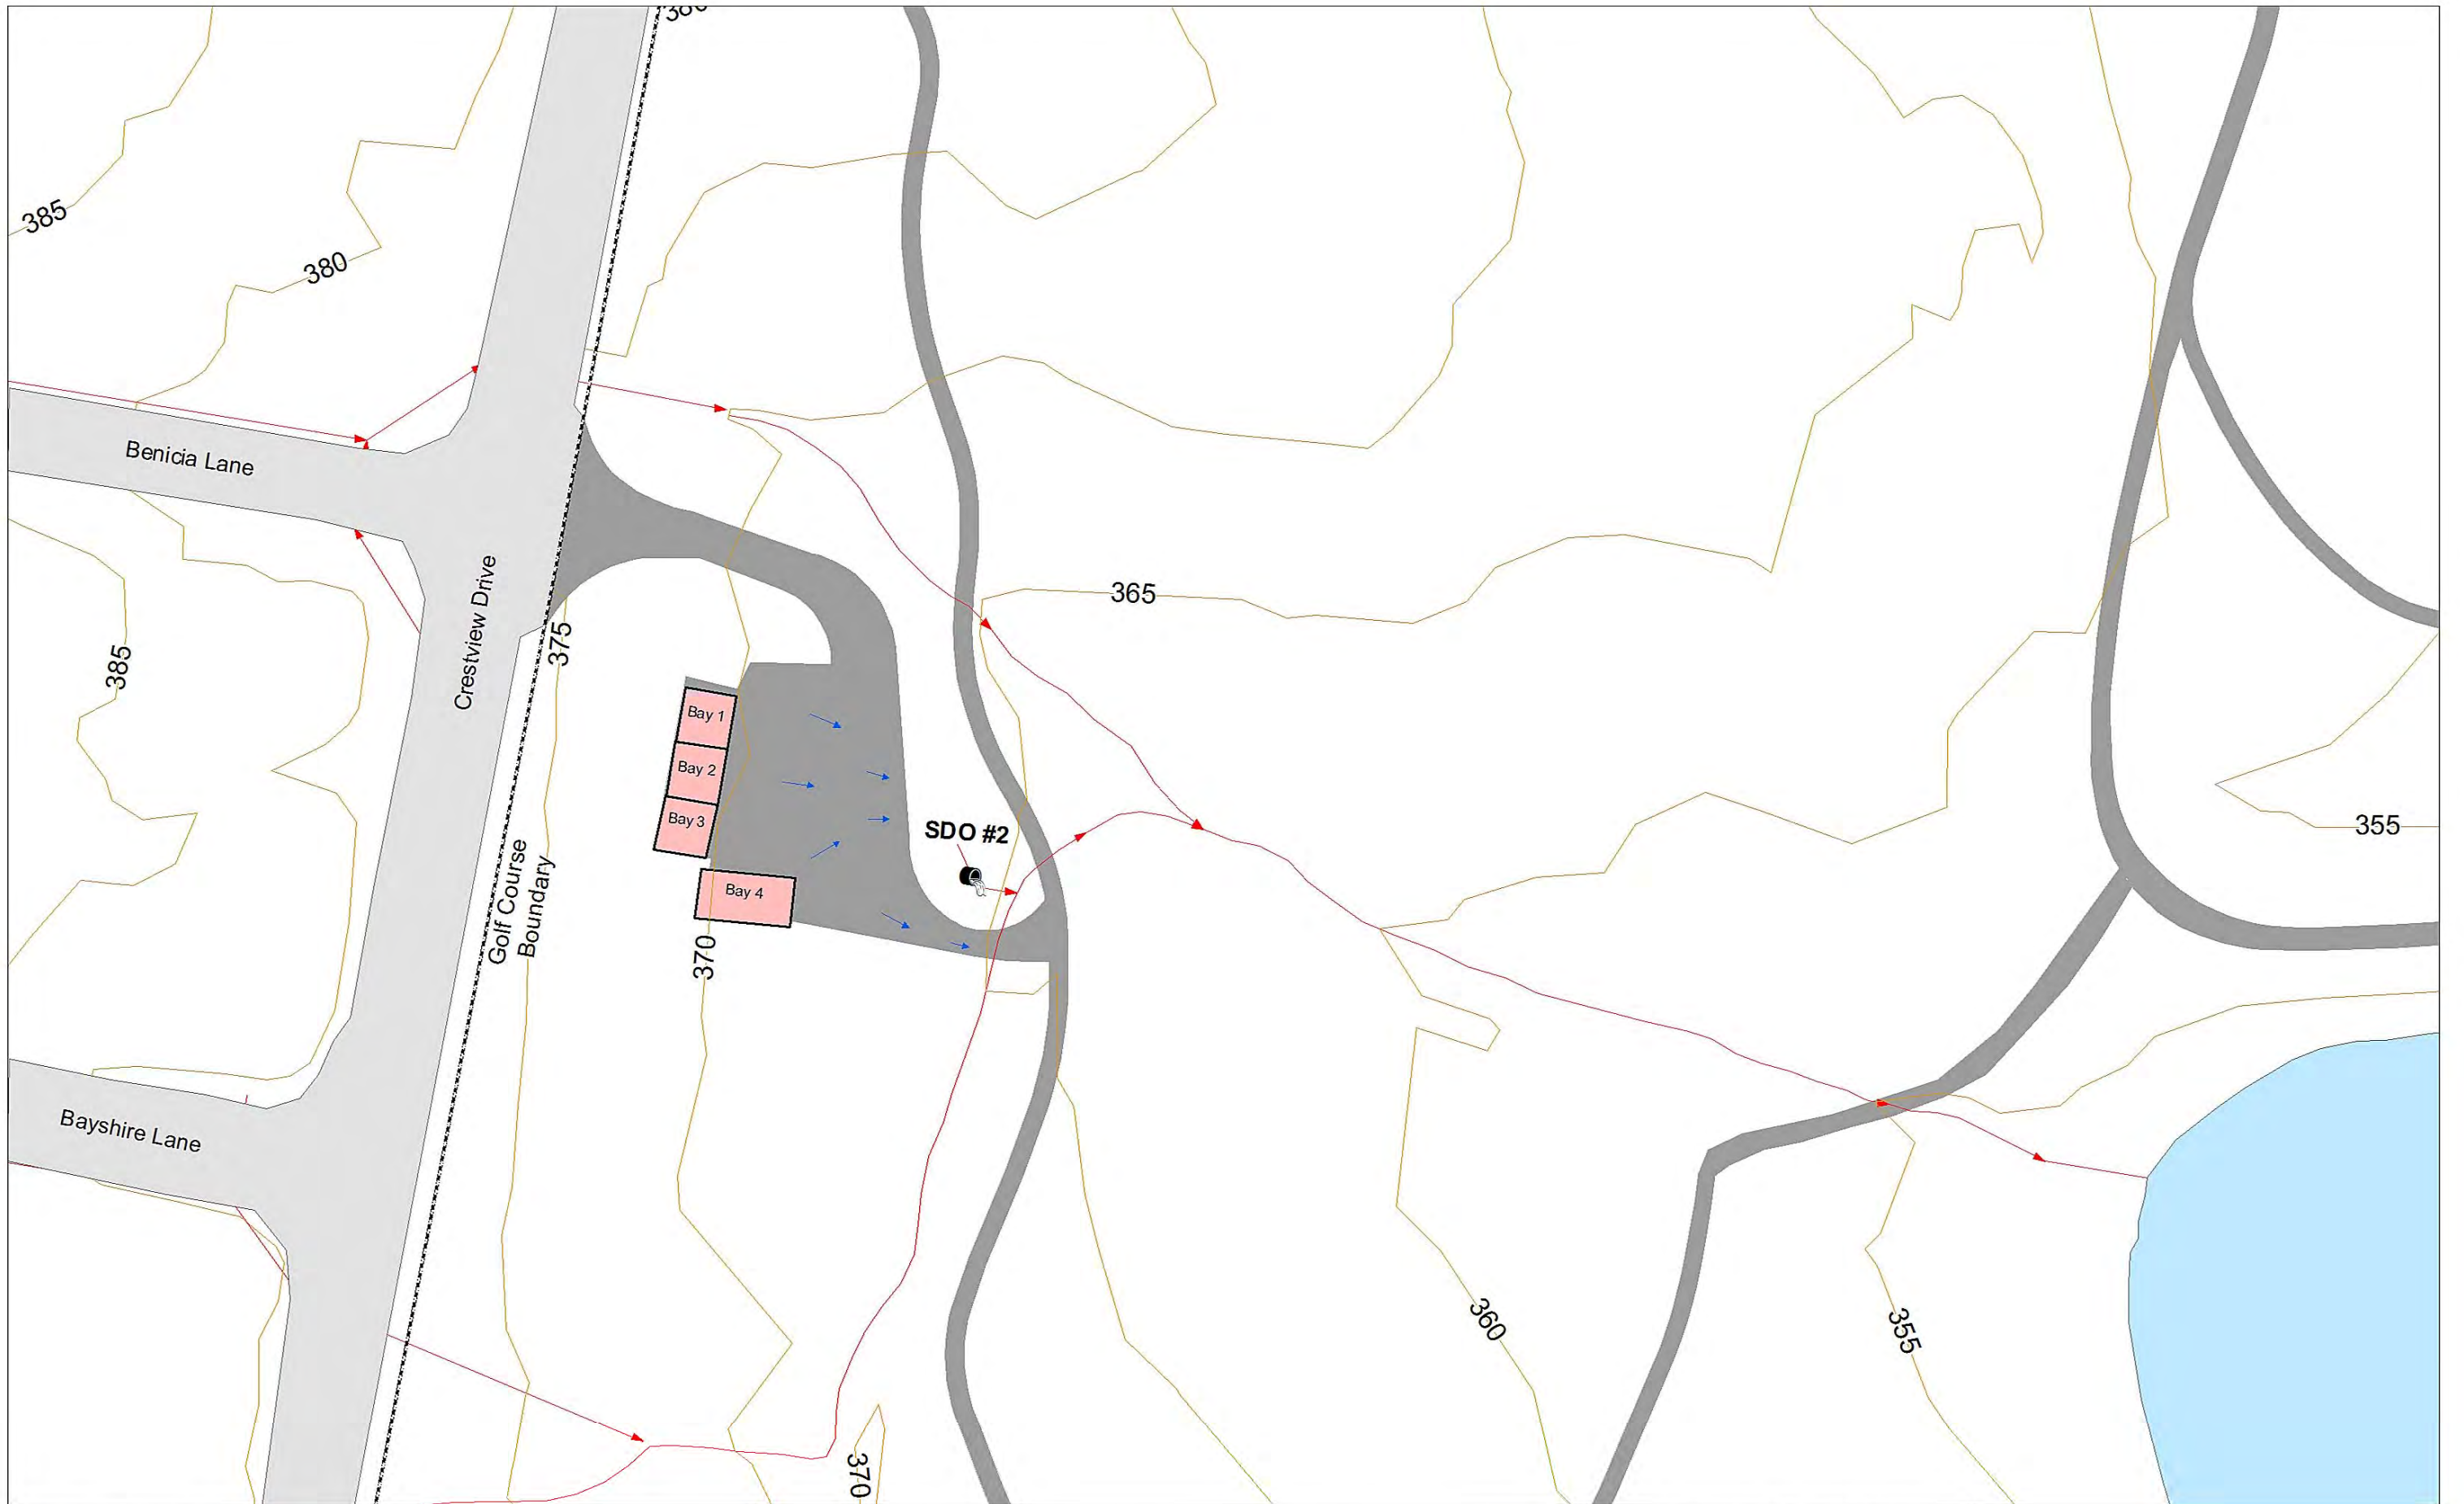 385
380
Benicia Lane
Crestview Drive
375
385
365
Bay 1
Bay 2
Bay 3
Bay 4
SDO #2
355
Golf Course
Boundary
370
Bayshire Lane
360
355
370